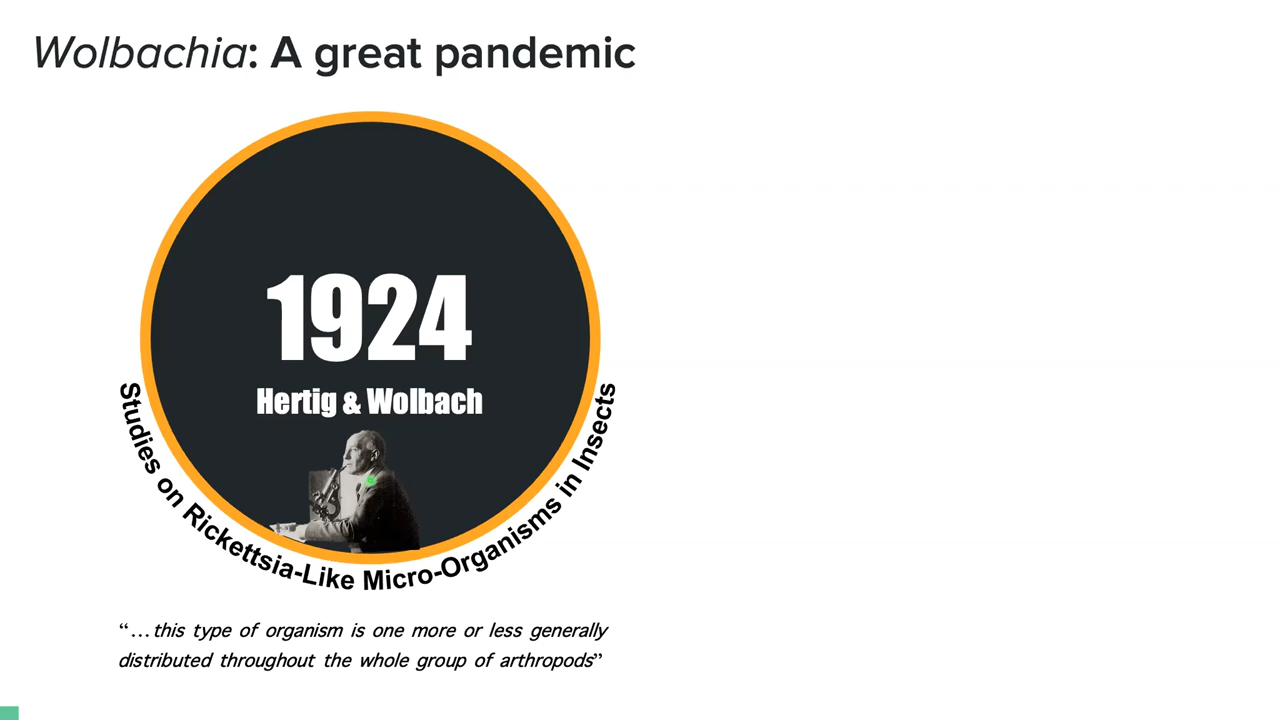 Wolbachia: A great pandemic
1924
Hertig & Wolbach
Studies on Rickettsia-Like Micro-Organisms in Insects
“…this type of organism is one more or less generally
distributed throughout the whole group of arthropods”